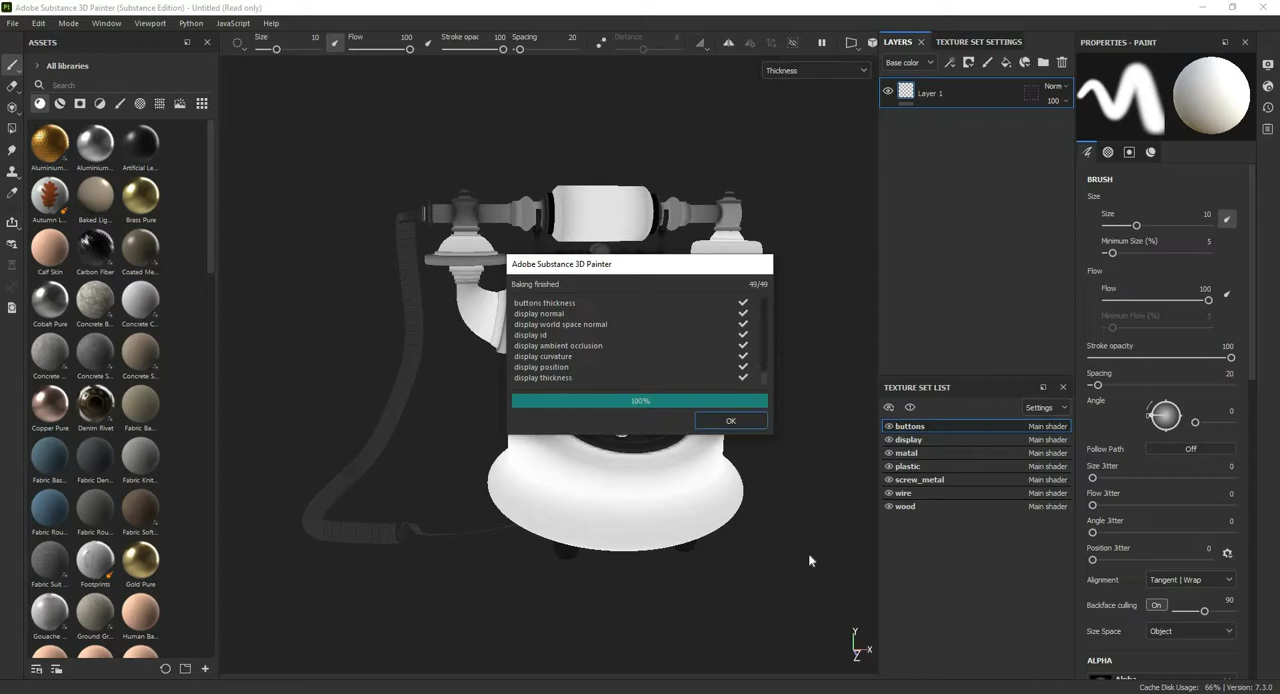 Adobe Substance 3D Painter (Substance Edition) - Untitled (Read only)
File Edit Mode Window Viewport Python JavaScript Help
ASSETS
Size 10 Flow 100 Stroke opac 100 Spacing 20 Distance 8
All libraries
Search
Thickness
Aluminium... Aluminium... Artificial Le...
Autumn L... Baked Lig... Brass Pure
Calf Skin Carbon Fiber Coated Me...
Cobalt Pure Concrete B... Concrete C...
Concrete ... Concrete S... Concrete S...
Copper Pure Denim Rivet Fabric Ba...
Fabric Bas... Fabric Den... Fabric Knit...
Fabric Rou... Fabric Rou... Fabric Soft...
Fabric Suit ... Footprints Gold Pure
Gouache ... Ground Gr... Human Ba...
Adobe Substance 3D Painter
Baking finished 49/49
buttons thickness
display normal
display world space normal
display id
display ambient occlusion
display curvature
display position
display thickness
100%
OK
Y
X
Z
LAYERS TEXTURE SET SETTINGS
Base color
Layer 1 Norm
100
TEXTURE SET LIST
Settings
buttons Main shader
display Main shader
matal Main shader
plastic Main shader
screw_metal Main shader
wire Main shader
wood Main shader
PROPERTIES - PAINT
BRUSH
Size
Size 10
Minimum Size (%) 5
Flow
Flow 100
Minimum Flow (%) 5
Stroke opacity 100
Spacing 20
Angle 0
Follow Path Off
Size Jitter 0
Flow Jitter 0
Angle Jitter 0
Position Jitter 0
Alignment Tangent | Wrap
Backface culling On 90
Size Space Object
ALPHA
Alpha
Cache Disk Usage: 66% | Version: 7.3.0